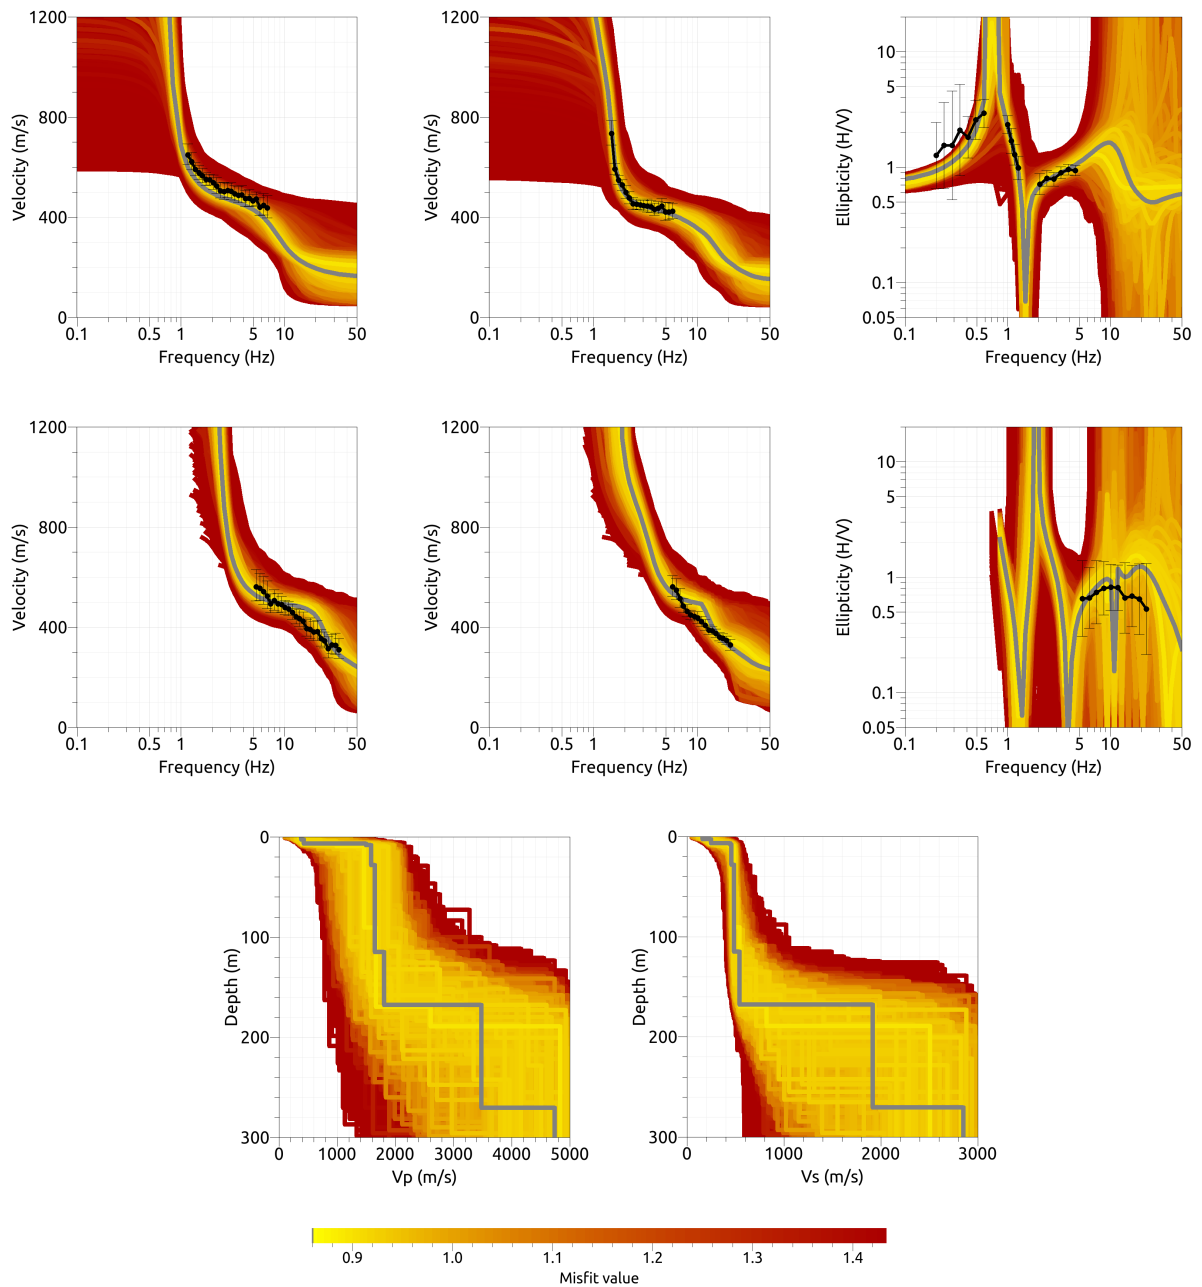 1200
800
400
0
Velocity (m/s)
0.1 0.5 1 5 10 50
Frequency (Hz)
1200
800
400
0
Velocity (m/s)
0.1 0.5 1 5 10 50
Frequency (Hz)
10
5
1
0.5
0.1
0.05
Ellipticity (H/V)
0.1 0.5 1 5 10 50
Frequency (Hz)
1200
800
400
0
Velocity (m/s)
0.1 0.5 1 5 10 50
Frequency (Hz)
1200
800
400
0
Velocity (m/s)
0.1 0.5 1 5 10 50
Frequency (Hz)
10
5
1
0.5
0.1
0.05
Ellipticity (H/V)
0.1 0.5 1 5 10 50
Frequency (Hz)
0
100
200
300
Depth (m)
0 1000 2000 3000 4000 5000
Vp (m/s)
0
100
200
300
Depth (m)
0 1000 2000 3000
Vs (m/s)
0.9 1.0 1.1 1.2 1.3 1.4
Misfit value